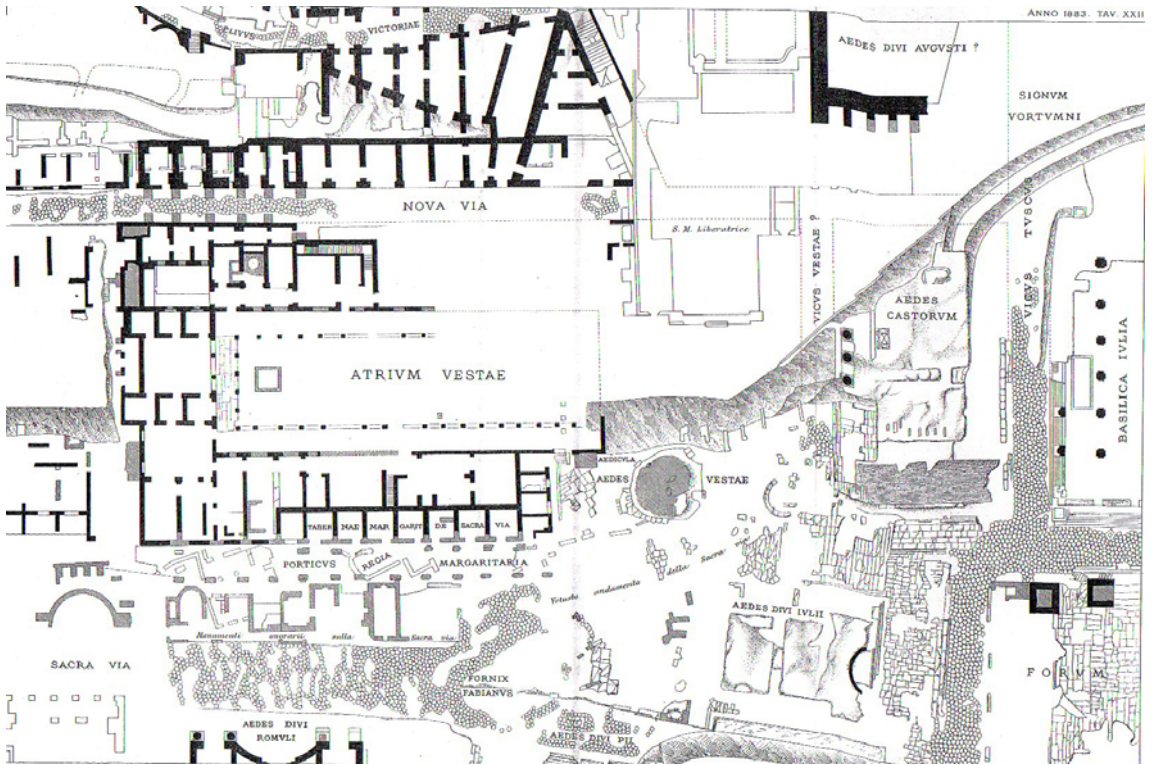 ANNO 1883. TAV. XXII
CLIVVS VICTORIAE
AEDES DIVI AVGVSTI ?
SIGNVM
VORTVMNI
NOVA VIA
S. M. Liberatrice
VICVS VESTAE ?
VICVS TVSCVS
AEDES
CASTORVM
BASILICA IVLIA
ATRIVM VESTAE
AEDICVLA
AEDES VESTAE
TABER NAE MAR GARIT DE SACRA VIA
PORTICVS REGIA MARGARITARIA
Vetusto andamento della Sacra via
AEDES DIVI IVLII
Monumenti onorarii sulla Sacra via
SACRA VIA
FORNIX
FABIANVS
FORVM
AEDES DIVI
ROMVLI
AEDES DIVI PII